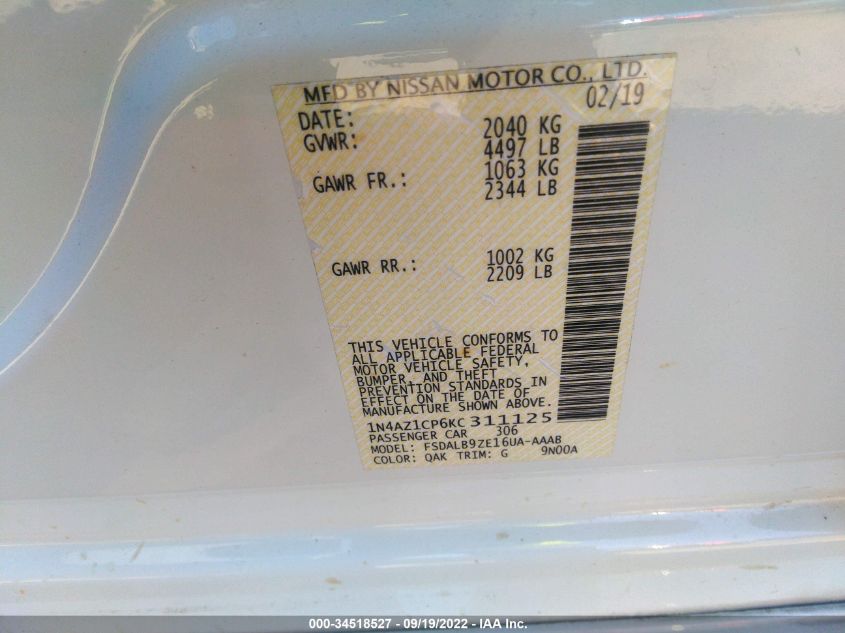 MFD BY NISSAN MOTOR CO., LTD.
DATE: 02/19
GVWR: 2040 KG
4497 LB
GAWR FR.: 1063 KG
2344 LB
GAWR RR.: 1002 KG
2209 LB
THIS VEHICLE CONFORMS TO
ALL APPLICABLE FEDERAL
MOTOR VEHICLE SAFETY,
BUMPER, AND THEFT
PREVENTION STANDARDS IN
EFFECT ON THE DATE OF
MANUFACTURE SHOWN ABOVE.
1N4AZ1CP6KC311125
PASSENGER CAR 306
MODEL: FSDALB9ZE16UA-AAAB
COLOR: QAK TRIM: G 9N00A
000-34518527 - 09/19/2022 - IAA Inc.